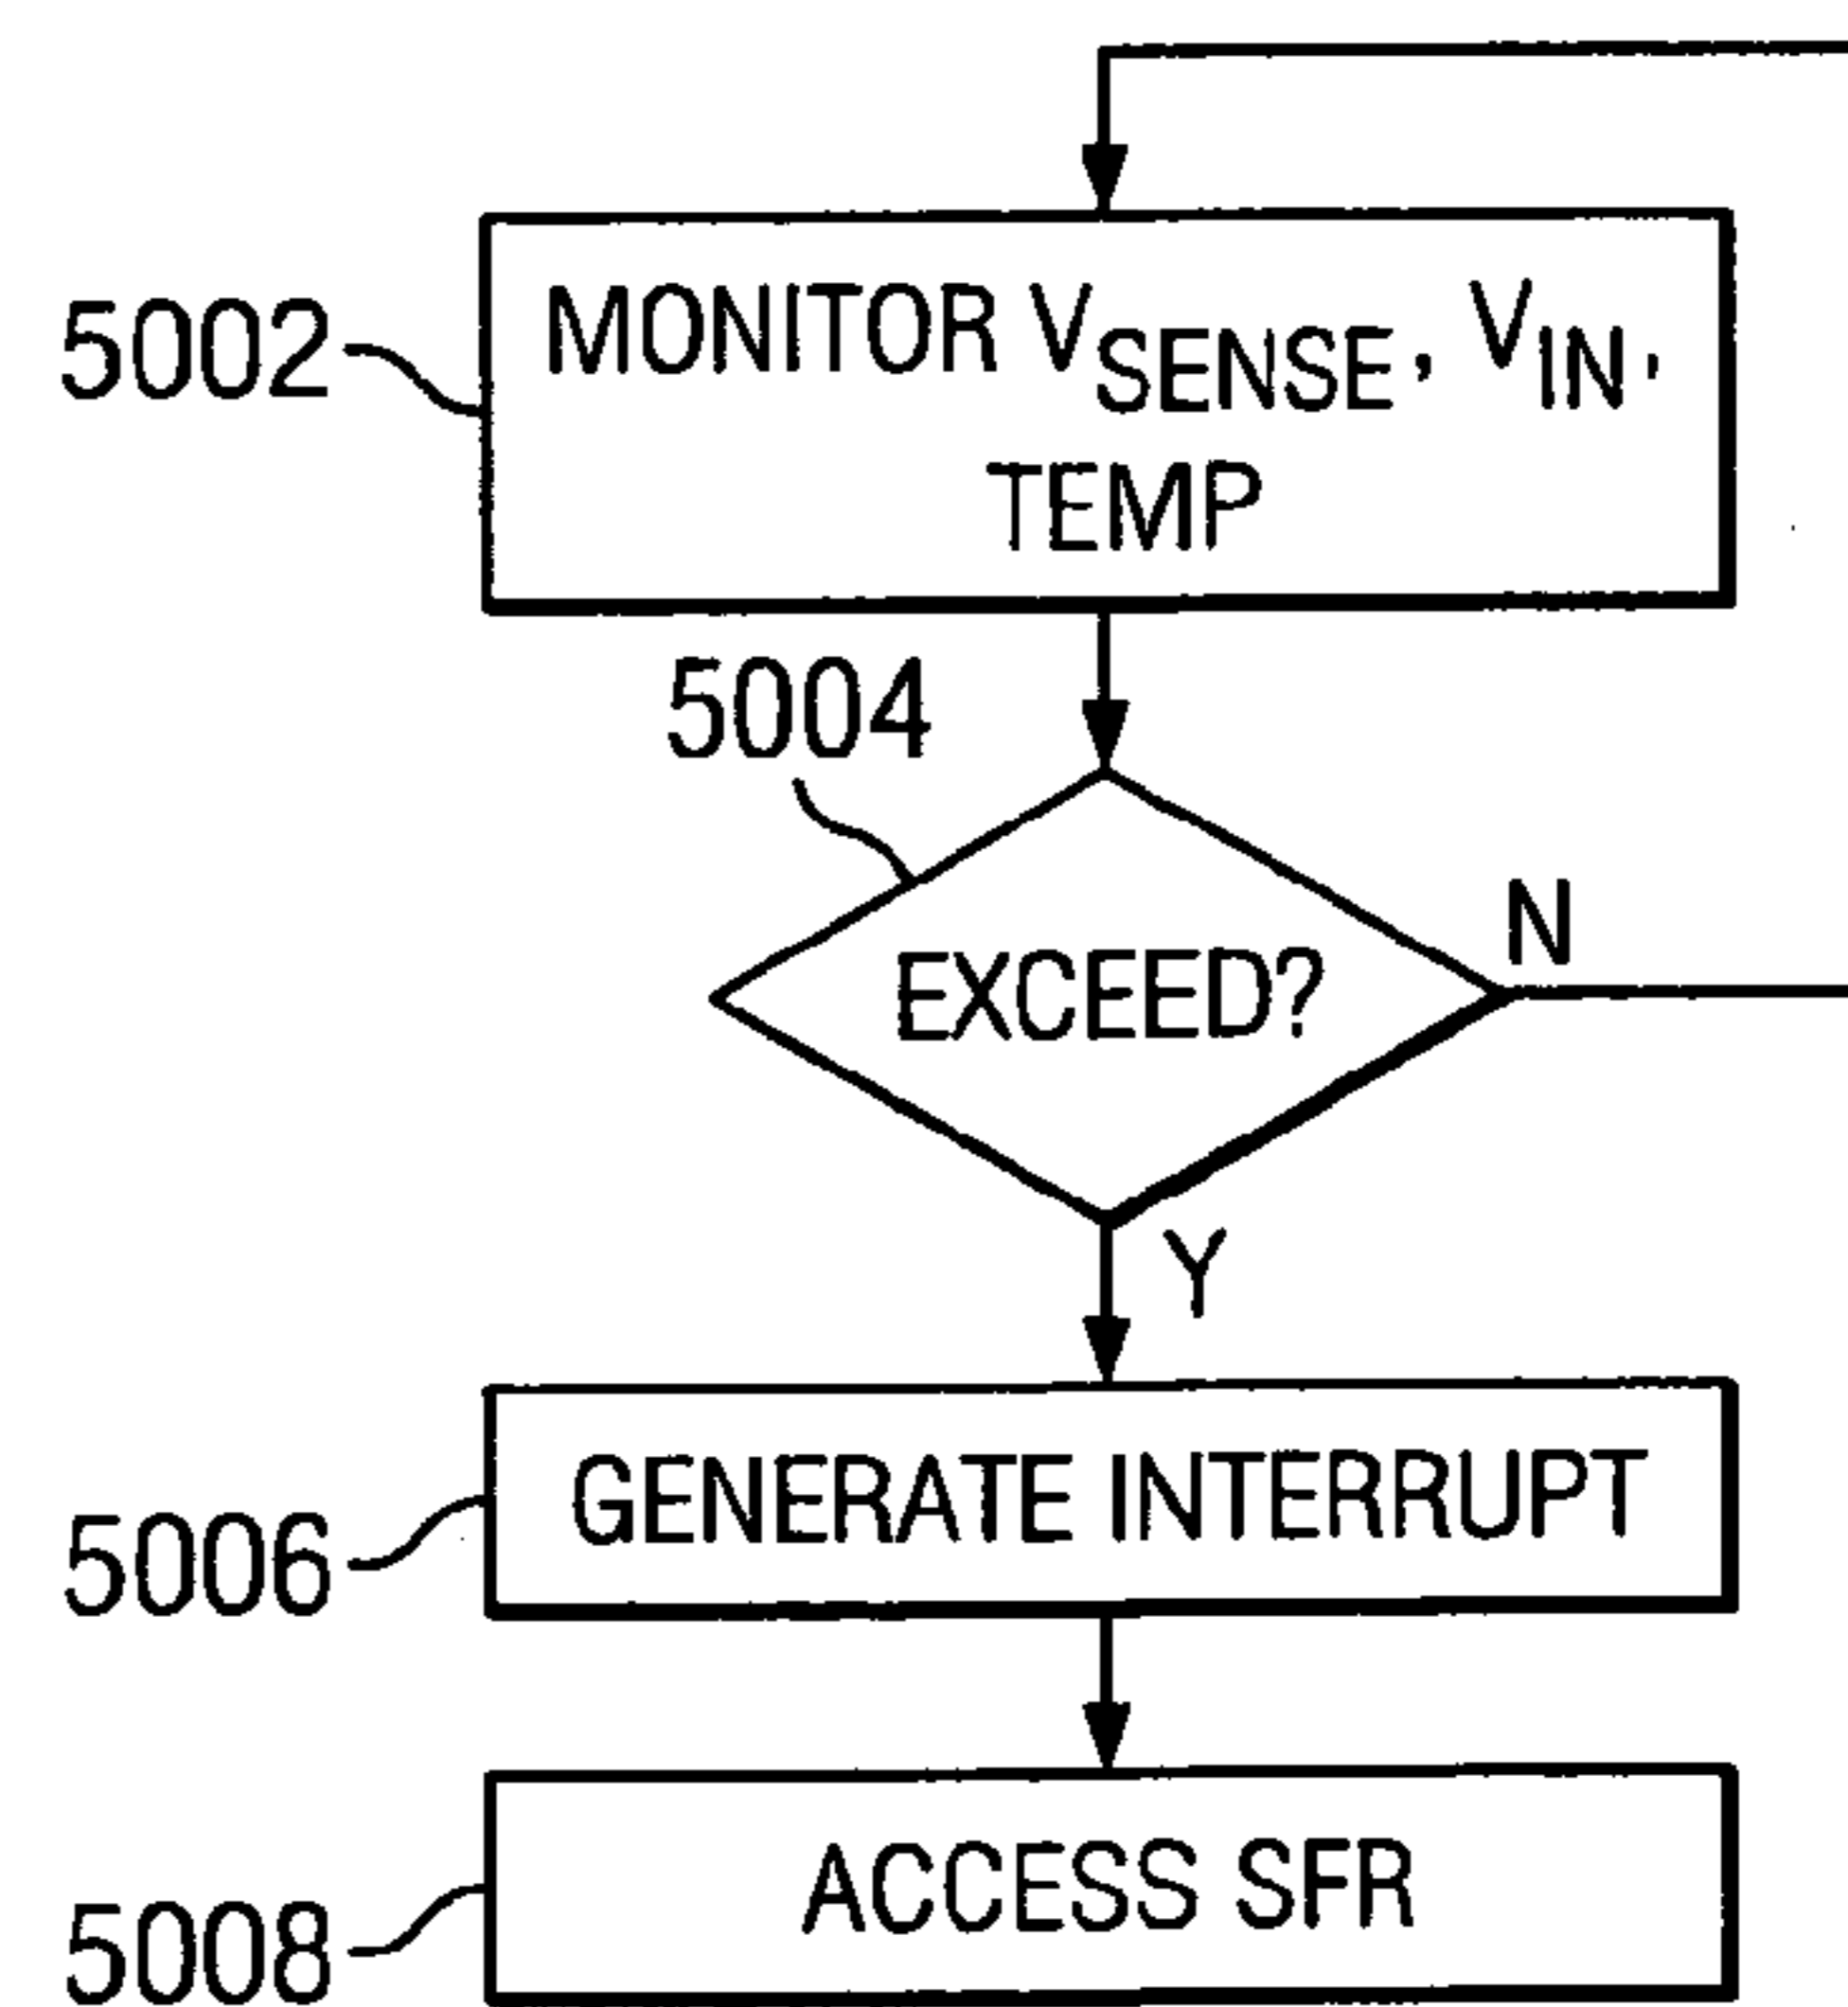 5002
MONITOR VSENSE, VIN,
TEMP
5004
EXCEED?
N
Y
5006
GENERATE INTERRUPT
5008
ACCESS SFR